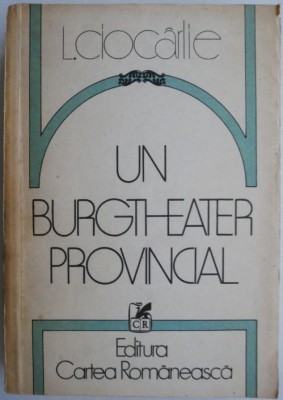 L. ciocârlie
UN
BURGTHEATER
PROVINCIAL
CR
Editura
Cartea Românească